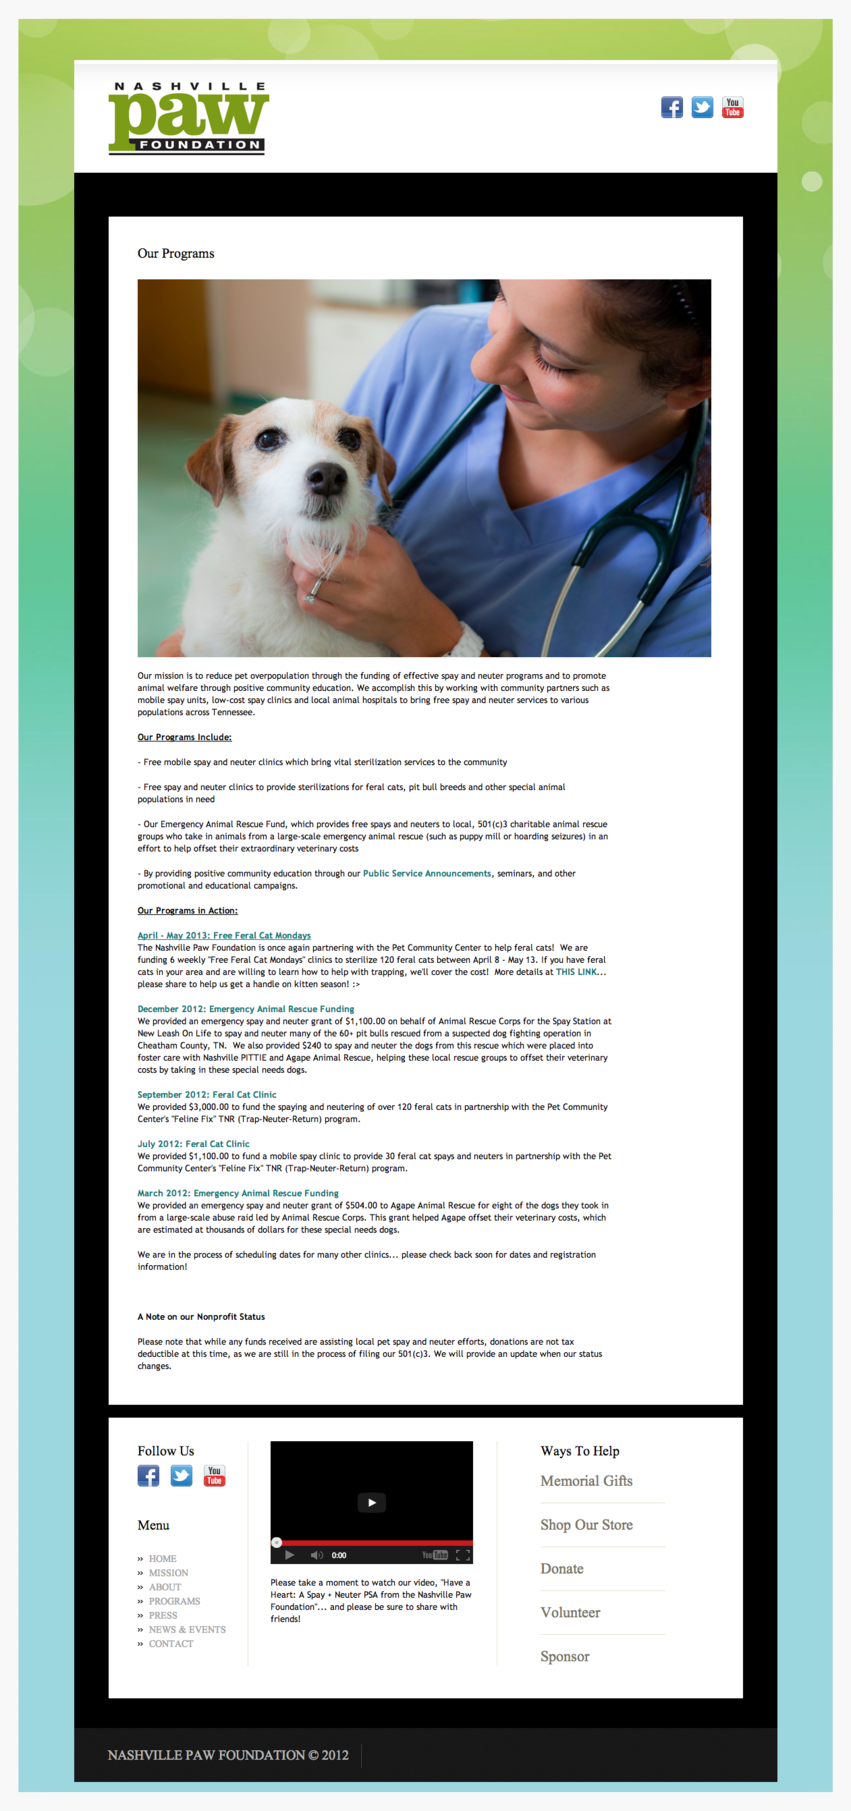 NASHVILLE
paw
FOUNDATION
You
Tube
Our Programs
Our mission is to reduce pet overpopulation through the funding of effective spay and neuter programs and to promote
animal welfare through positive community education. We accomplish this by working with community partners such as
mobile spay units, low-cost spay clinics and local animal hospitals to bring free spay and neuter services to various
populations across Tennessee.
Our Programs Include:
- Free mobile spay and neuter clinics which bring vital sterilization services to the community
- Free spay and neuter clinics to provide sterilizations for feral cats, pit bull breeds and other special animal
populations in need
- Our Emergency Animal Rescue Fund, which provides free spays and neuters to local, 501(c)3 charitable animal rescue
groups who take in animals from a large-scale emergency animal rescue (such as puppy mill or hoarding seizures) in an
effort to help offset their extraordinary veterinary costs
- By providing positive community education through our Public Service Announcements, seminars, and other
promotional and educational campaigns.
Our Programs in Action:
April - May 2013: Free Feral Cat Mondays
The Nashville Paw Foundation is once again partnering with the Pet Community Center to help feral cats!  We are
funding 6 weekly "Free Feral Cat Mondays" clinics to sterilize 120 feral cats between April 8 - May 13. If you have feral
cats in your area and are willing to learn how to help with trapping, we'll cover the cost!  More details at THIS LINK...
please share to help us get a handle on kitten season! :>
December 2012: Emergency Animal Rescue Funding
We provided an emergency spay and neuter grant of $1,100.00 on behalf of Animal Rescue Corps for the Spay Station at
New Leash On Life to spay and neuter many of the 60+ pit bulls rescued from a suspected dog fighting operation in
Cheatham County, TN.  We also provided $240 to spay and neuter the dogs from this rescue which were placed into
foster care with Nashville PITTIE and Agape Animal Rescue, helping these local rescue groups to offset their veterinary
costs by taking in these special needs dogs.
September 2012: Feral Cat Clinic
We provided $3,000.00 to fund the spaying and neutering of over 120 feral cats in partnership with the Pet Community
Center's "Feline Fix" TNR (Trap-Neuter-Return) program.
July 2012: Feral Cat Clinic
We provided $1,100.00 to fund a mobile spay clinic to provide 30 feral cat spays and neuters in partnership with the Pet
Community Center's "Feline Fix" TNR (Trap-Neuter-Return) program.
March 2012: Emergency Animal Rescue Funding
We provided an emergency spay and neuter grant of $504.00 to Agape Animal Rescue for eight of the dogs they took in
from a large-scale abuse raid led by Animal Rescue Corps. This grant helped Agape offset their veterinary costs, which
are estimated at thousands of dollars for these special needs dogs.
We are in the process of scheduling dates for many other clinics... please check back soon for dates and registration
information!
A Note on our Nonprofit Status
Please note that while any funds received are assisting local pet spay and neuter efforts, donations are not tax
deductible at this time, as we are still in the process of filing our 501(c)3. We will provide an update when our status
changes.
Follow Us
You
Tube
Menu
» HOME
» MISSION
» ABOUT
» PROGRAMS
» PRESS
» NEWS & EVENTS
» CONTACT
0:00
YouTube
Please take a moment to watch our video, "Have a
Heart: A Spay + Neuter PSA from the Nashville Paw
Foundation"... and please be sure to share with
friends!
Ways To Help
Memorial Gifts
Shop Our Store
Donate
Volunteer
Sponsor
NASHVILLE PAW FOUNDATION © 2012